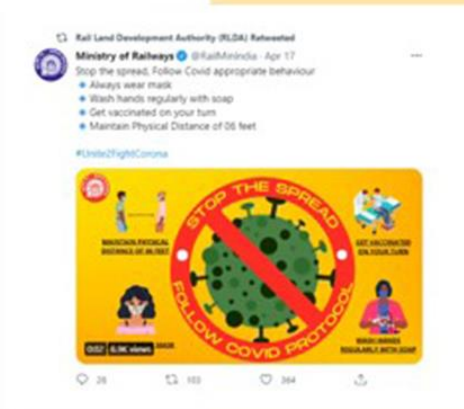 Rail Land Development Authority (RLDA) Retweeted
Ministry of Railways @RailMinIndia · Apr 17
Stop the spread, Follow Covid appropriate behaviour
Always wear mask
Wash hands regularly with soap
Get vaccinated on your turn
Maintain Physical Distance of 06 feet
#Unite2FightCorona
STOP THE SPREAD
MAINTAIN PHYSICAL
DISTANCE OF 06 FEET
GET VACCINATED
ON YOUR TURN
FOLLOW COVID PROTOCOL
0:07 6.9K views MASK
WASH HANDS
REGULARLY WITH SOAP
26 103 364